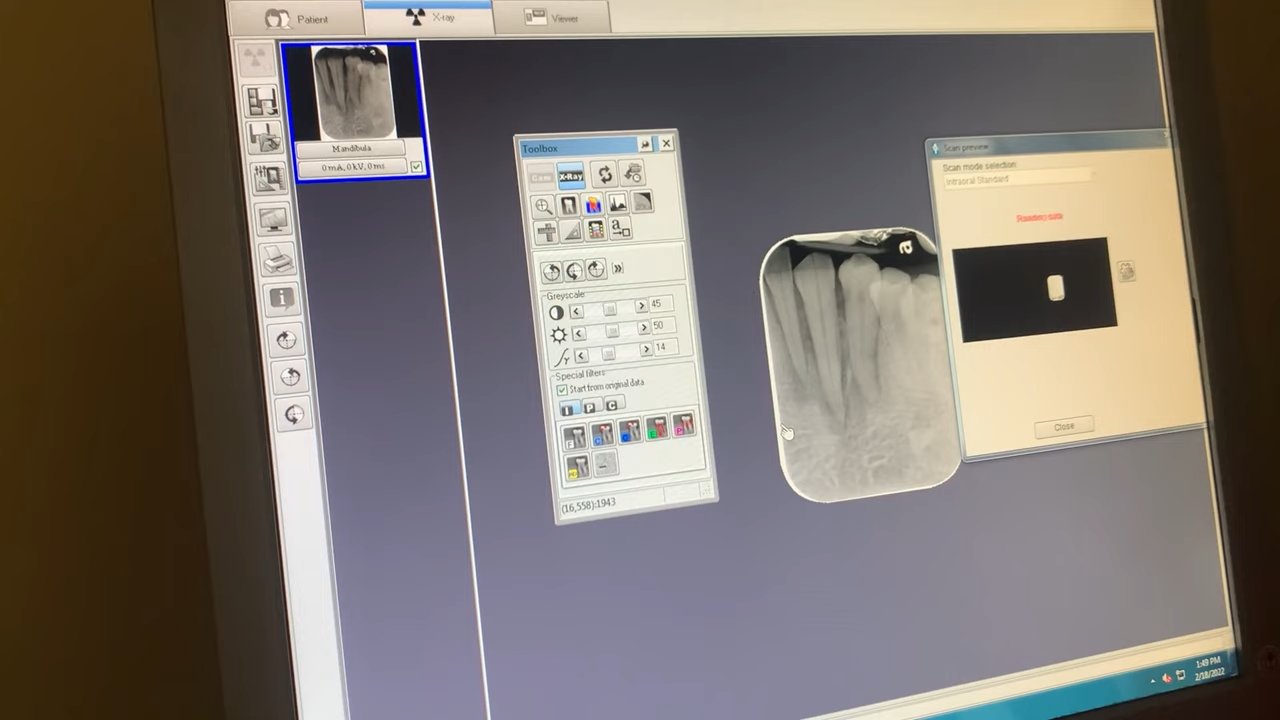 Patient
X-ray
Viewer
Mandibula
0 mA, 0 kV, 0 ms
Toolbox
Cam
X-Ray
a
Greyscale
45
50
14
Special filters
Start from original data
I
P
C
F
(16,558):1943
a
Scan preview
Scan mode selection:
Intraoral Standard
Close
1:49 PM
2/18/2022